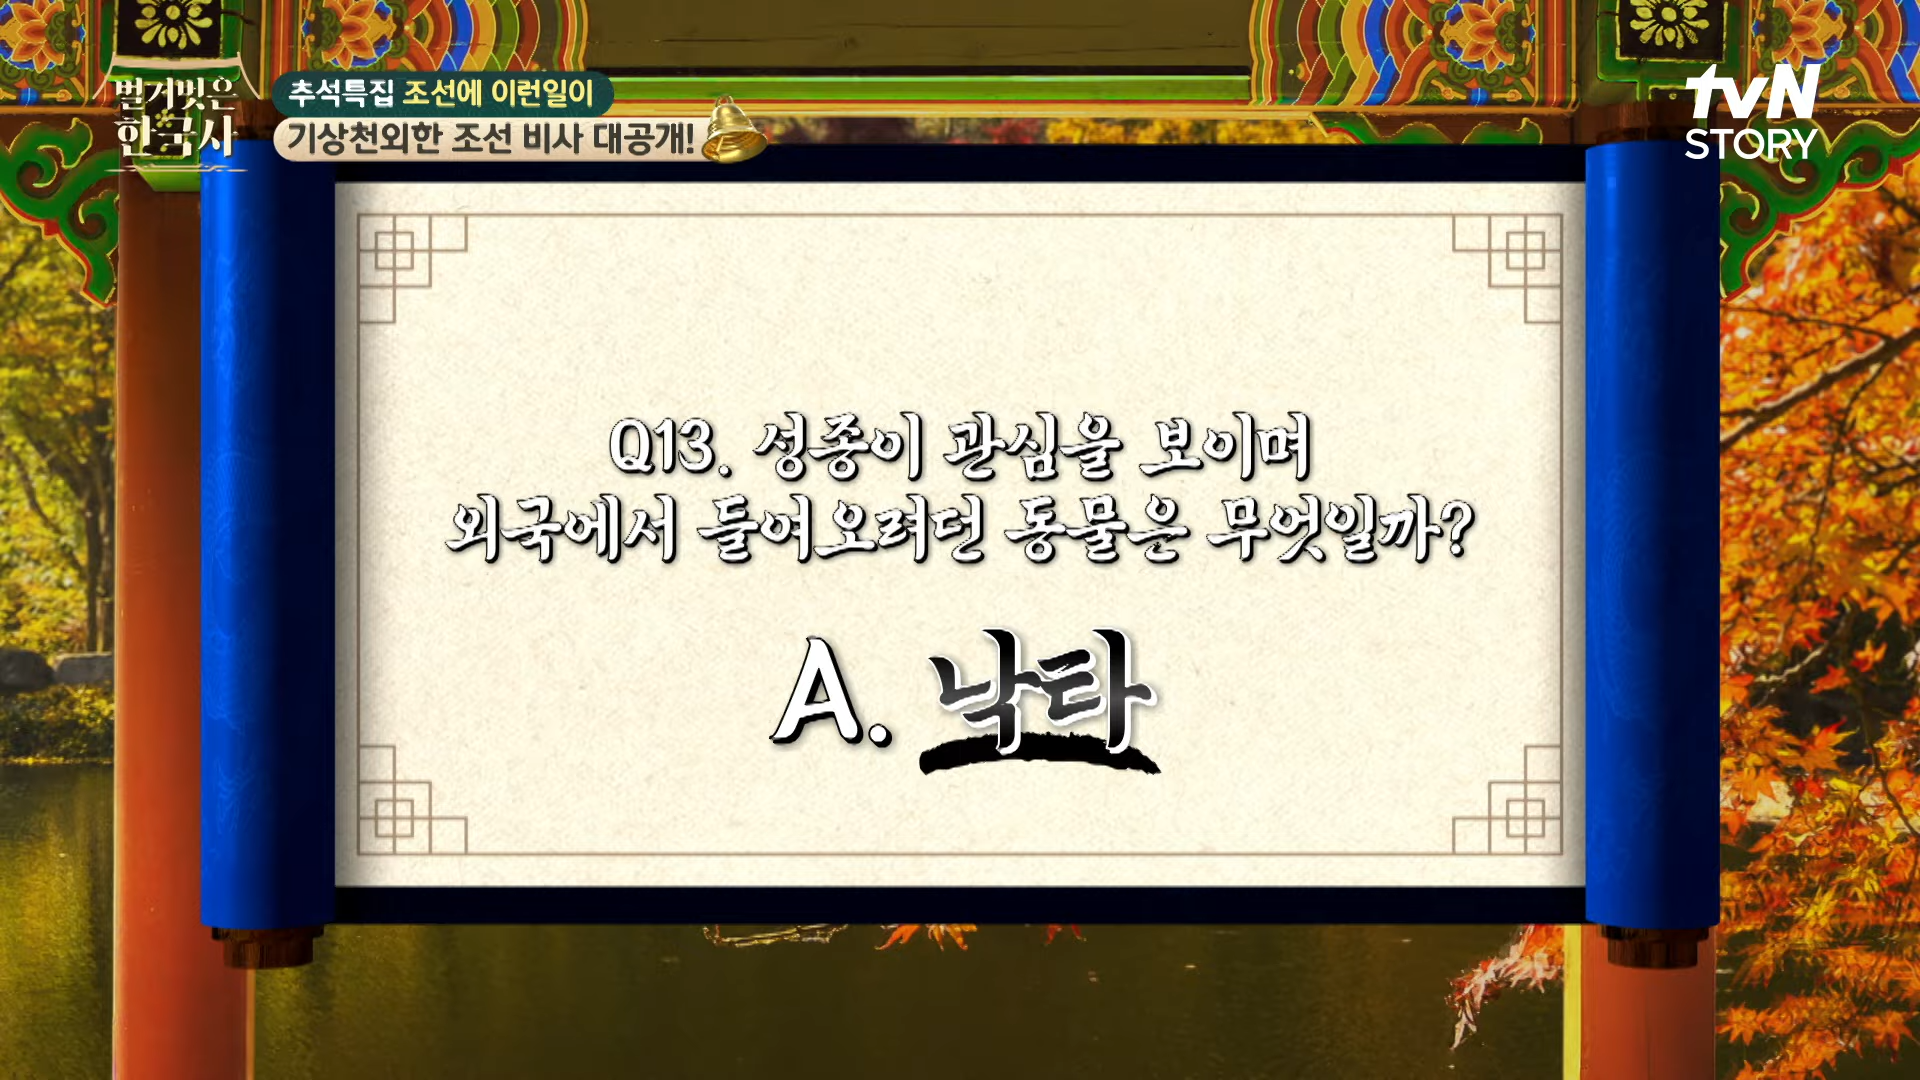 벌거벗은
한국사
추석특집 조선에 이런일이
기상천외한 조선 비사 대공개!
tvN
STORY
Q13. 성종이 관심을 보이며
외국에서 들여오려던 동물은 무엇일까?
A. 낙타